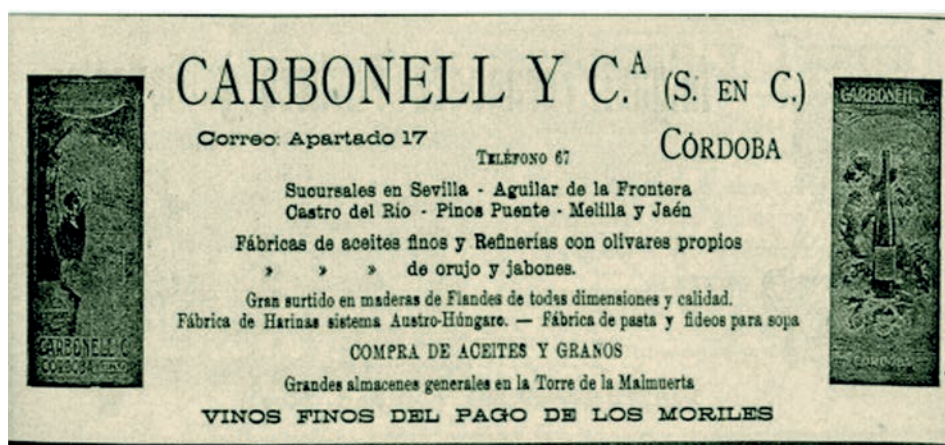 CARBONELL Y C.ᴬ (S. EN C.)
Correo: Apartado 17
TELÉFONO 67
CÓRDOBA
Sucursales en Sevilla - Aguilar de la Frontera
Castro del Rio - Pinos Puente - Melilla y Jaén
Fábricas de aceites finos y Refinerías con olivares propios
» » » de orujo y jabones.
Gran surtido en maderas de Flandes de todas dimensiones y calidad.
Fábrica de Harinas sistema Austro-Húngaro. — Fábrica de pasta y fideos para sopa
COMPRA DE ACEITES Y GRANOS
Grandes almacenes generales en la Torre de la Malmuerta
VINOS FINOS DEL PAGO DE LOS MORILES
CARBONELL Y C.
CÓRDOBA
CARBONELL Y C.
CÓRDOBA